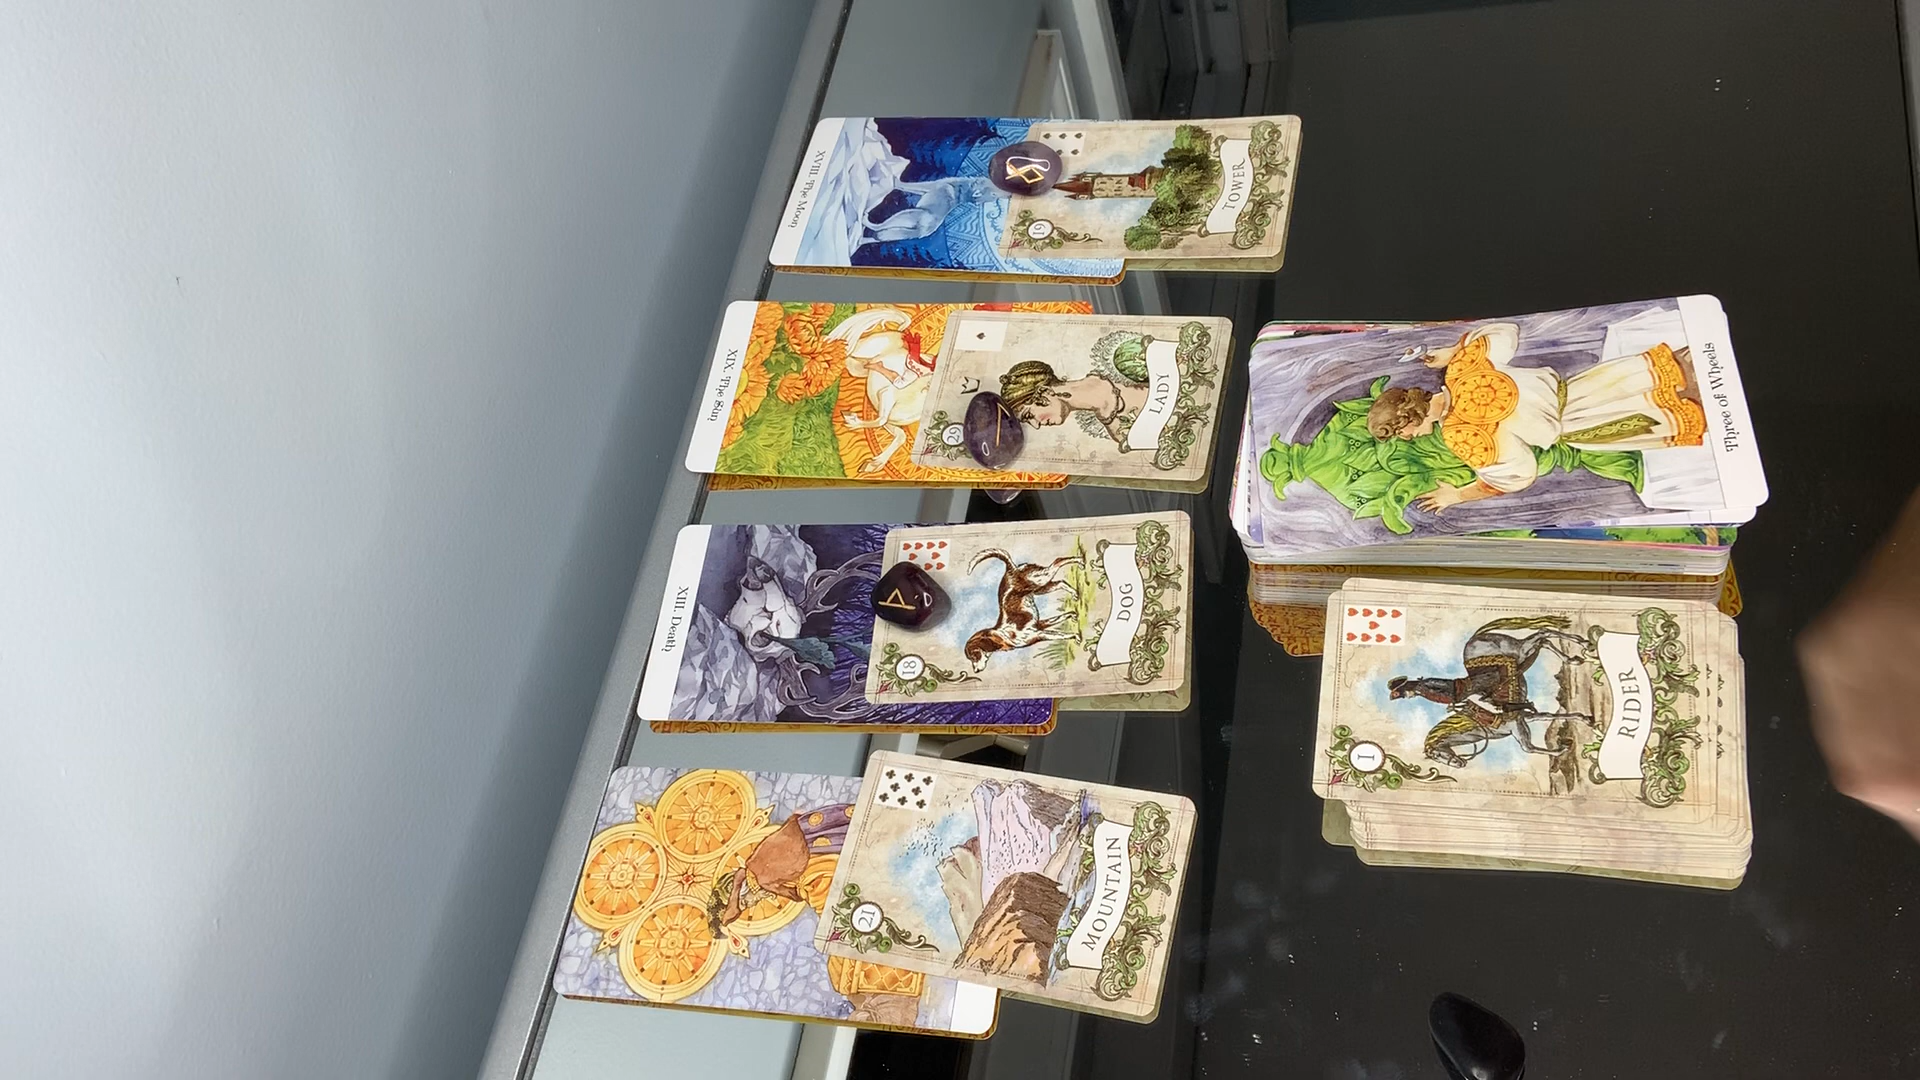 XVIII. The Moon
19
TOWER
XIX. The Sun
29
LADY
XIII. Death
18
DOG
21
MOUNTAIN
Three of Wheels
1
RIDER